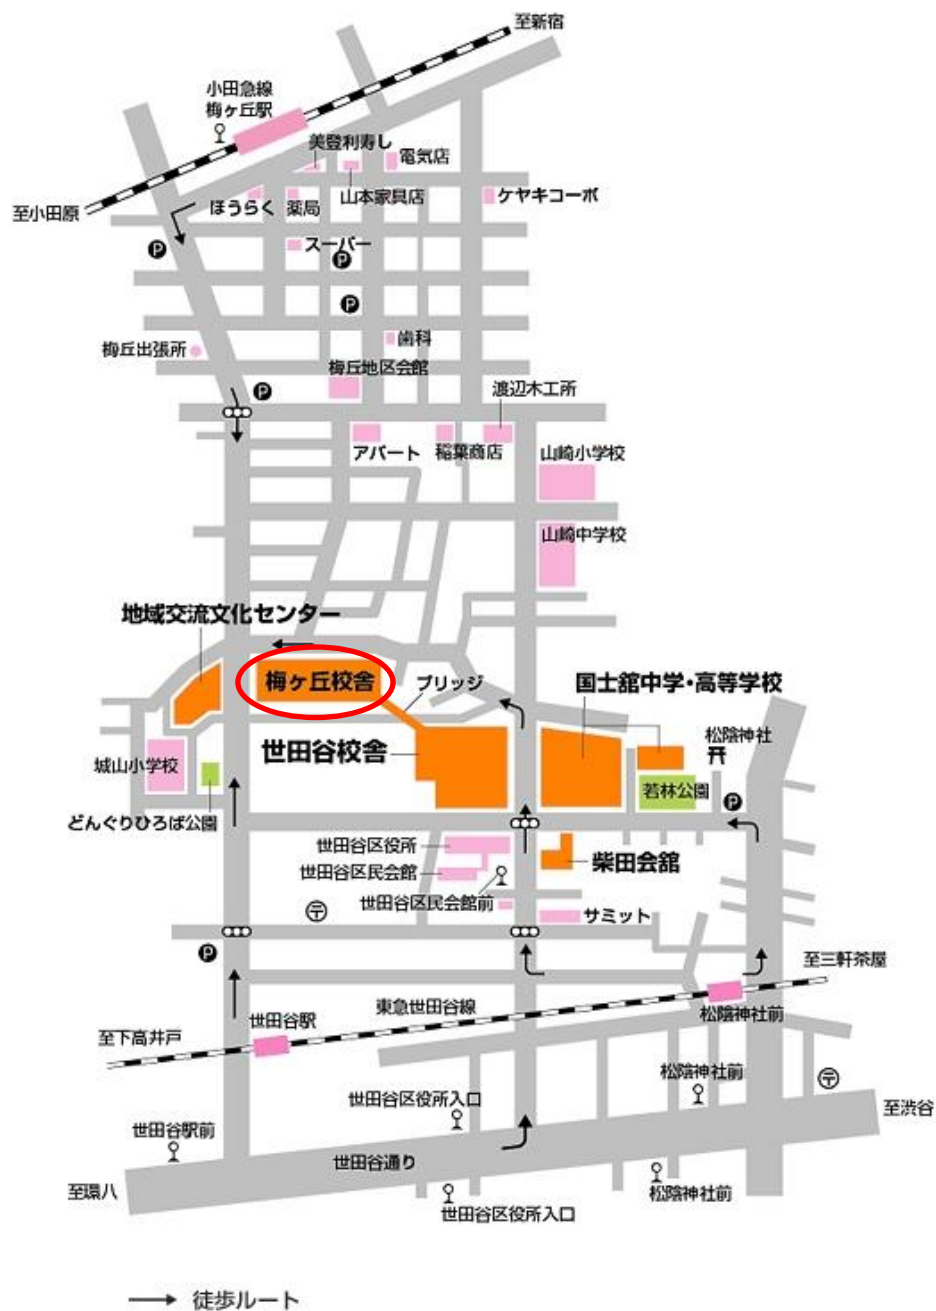 至新宿
小田急線
梅ヶ丘駅
美登利寿し
電気店
至小田原
ほうらく
薬局
山本家具店
ケヤキコーポ
スーパー
P
P
P
歯科
梅丘出張所
梅丘地区会館
P
渡辺木工所
アパート
稲葉商店
山崎小学校
山崎中学校
地域交流文化センター
梅ヶ丘校舎
ブリッジ
国士舘中学・高等学校
世田谷校舎
松陰神社
城山小学校
若林公園
P
どんぐりひろば公園
世田谷区役所
世田谷区民会館
柴田会舘
世田谷区民会館前
サミット
P
至三軒茶屋
東急世田谷線
世田谷駅
松陰神社前
至下高井戸
松陰神社前
世田谷区役所入口
至渋谷
世田谷駅前
世田谷通り
至環八
松陰神社前
世田谷区役所入口
徒歩ルート